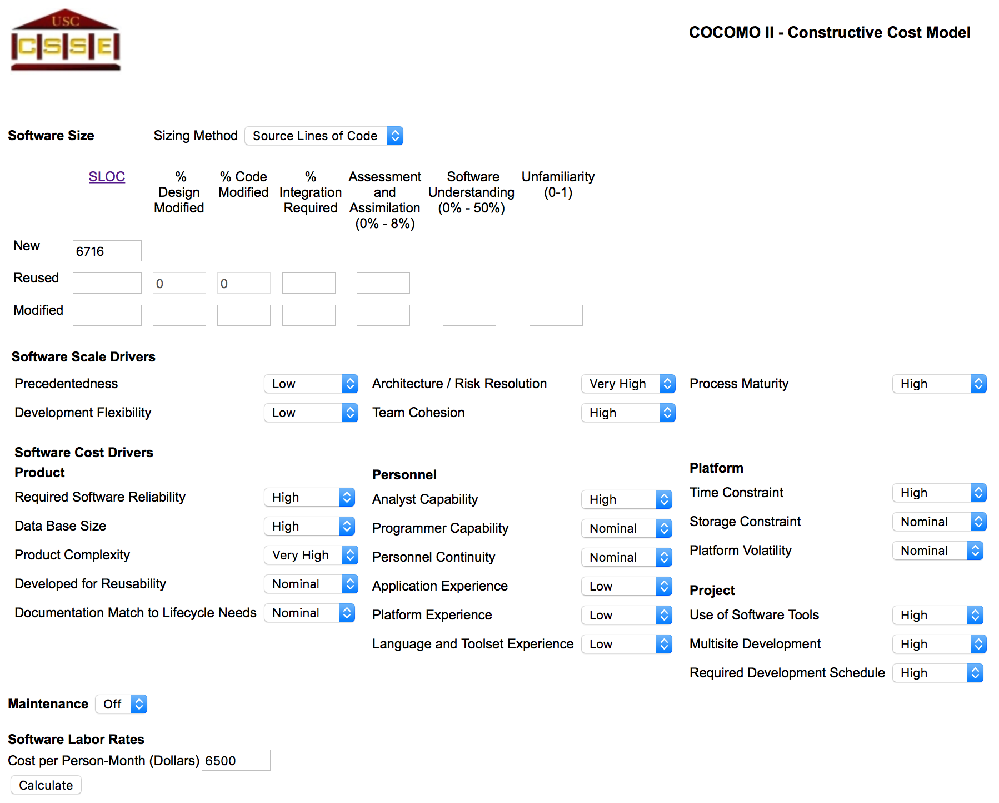 USC
CSSE
COCOMO II - Constructive Cost Model
Software Size Sizing Method Source Lines of Code
SLOC % Design Modified % Code Modified % Integration Required Assessment and Assimilation (0% - 8%) Software Understanding (0% - 50%) Unfamiliarity (0-1)
New 6716
Reused 0 0
Modified
Software Scale Drivers
Precedentedness Low Architecture / Risk Resolution Very High Process Maturity High
Development Flexibility Low Team Cohesion High
Software Cost Drivers
Product
Required Software Reliability High
Data Base Size High
Product Complexity Very High
Developed for Reusability Nominal
Documentation Match to Lifecycle Needs Nominal
Personnel
Analyst Capability High
Programmer Capability Nominal
Personnel Continuity Nominal
Application Experience Low
Platform Experience Low
Language and Toolset Experience Low
Platform
Time Constraint High
Storage Constraint Nominal
Platform Volatility Nominal
Project
Use of Software Tools High
Multisite Development High
Required Development Schedule High
Maintenance Off
Software Labor Rates
Cost per Person-Month (Dollars) 6500
Calculate